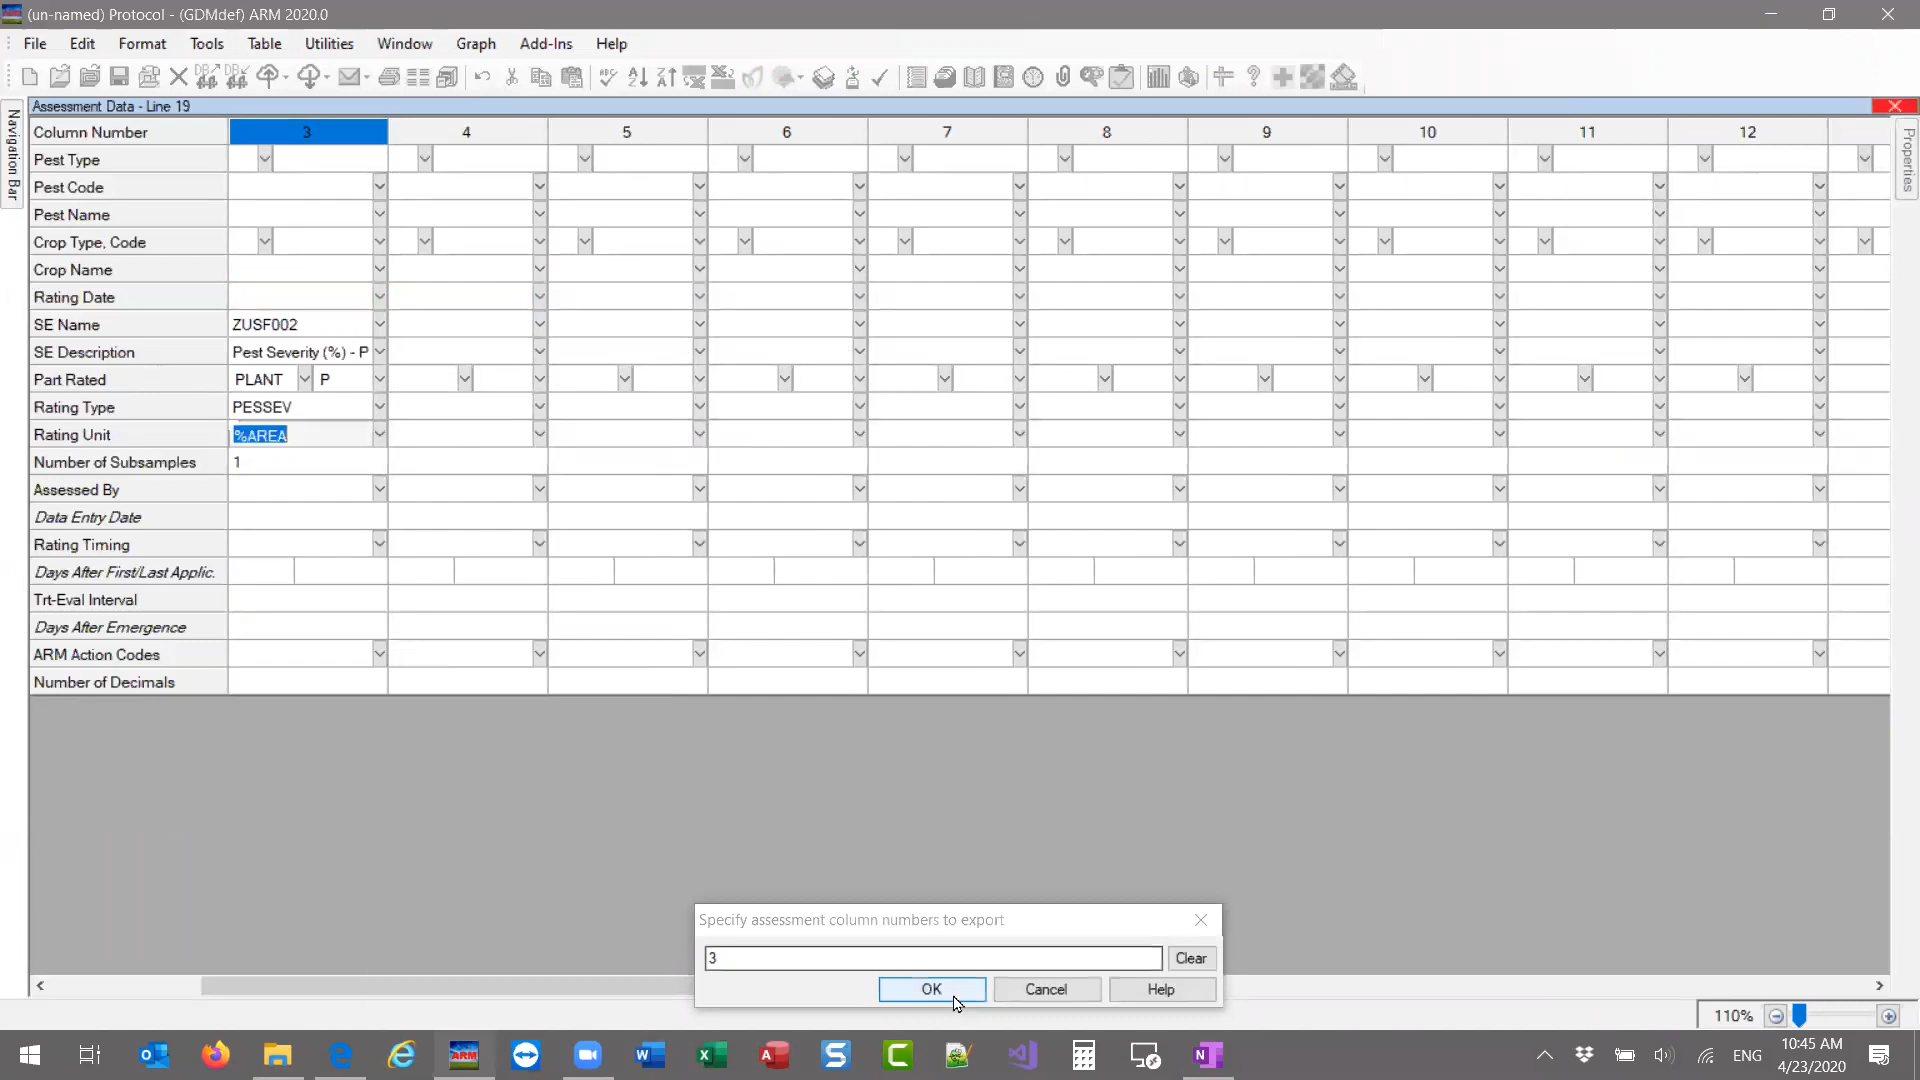 (un-named) Protocol - (GDMdef) ARM 2020.0
File Edit Format Tools Table Utilities Window Graph Add-Ins Help
Assessment Data - Line 19
Navigation Bar
Properties
Column Number 3 4 5 6 7 8 9 10 11 12
Pest Type
Pest Code
Pest Name
Crop Type, Code
Crop Name
Rating Date
SE Name ZUSF002
SE Description Pest Severity (%) - P
Part Rated PLANT P
Rating Type PESSEV
Rating Unit %AREA
Number of Subsamples 1
Assessed By
Data Entry Date
Rating Timing
Days After First/Last Applic.
Trt-Eval Interval
Days After Emergence
ARM Action Codes
Number of Decimals
Specify assessment column numbers to export
3 Clear
OK Cancel Help
110%
ARM
ENG
10:45 AM
4/23/2020